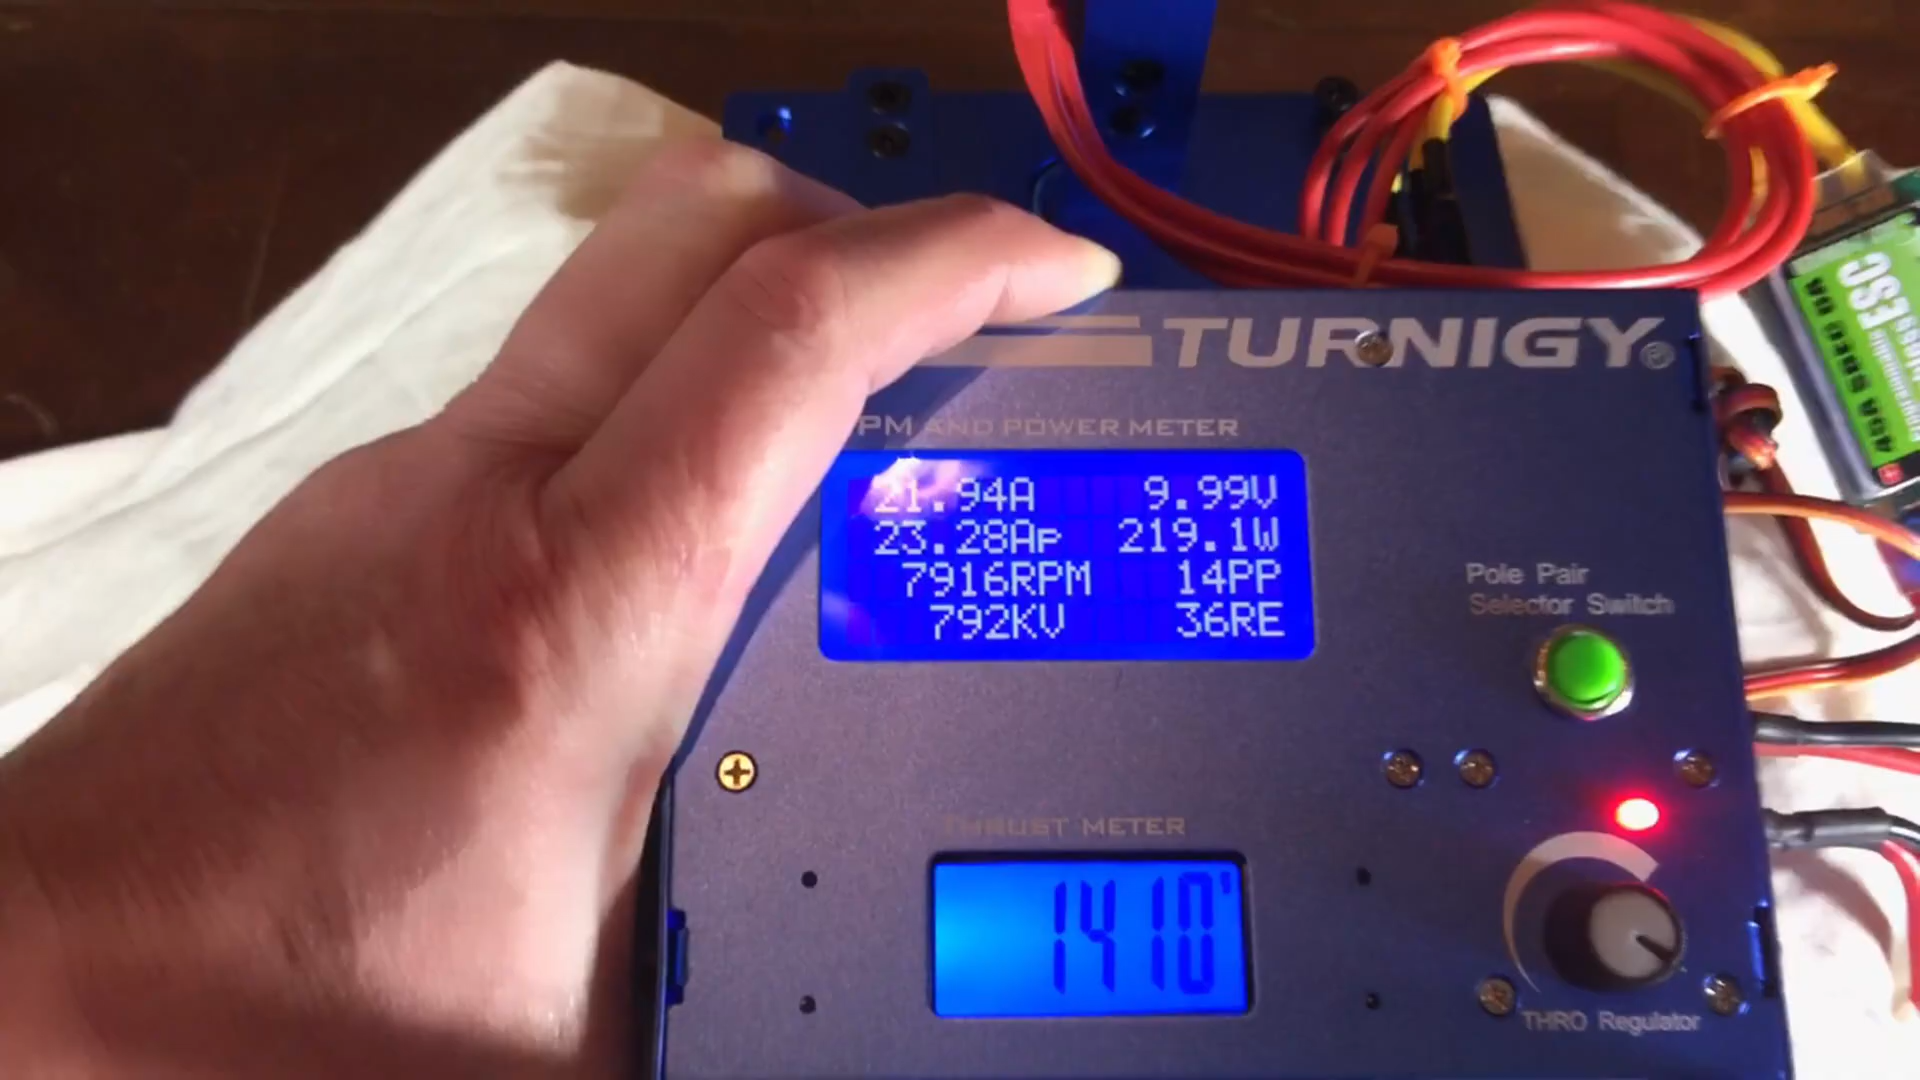 TURNIGY®
PM AND POWER METER
21.94A 9.99V
23.28Ap 219.1W
7916RPM 14PP
792KV 36RE
Pole Pair
Selector Switch
THRUST METER
1410
THRO Regulator
ESC